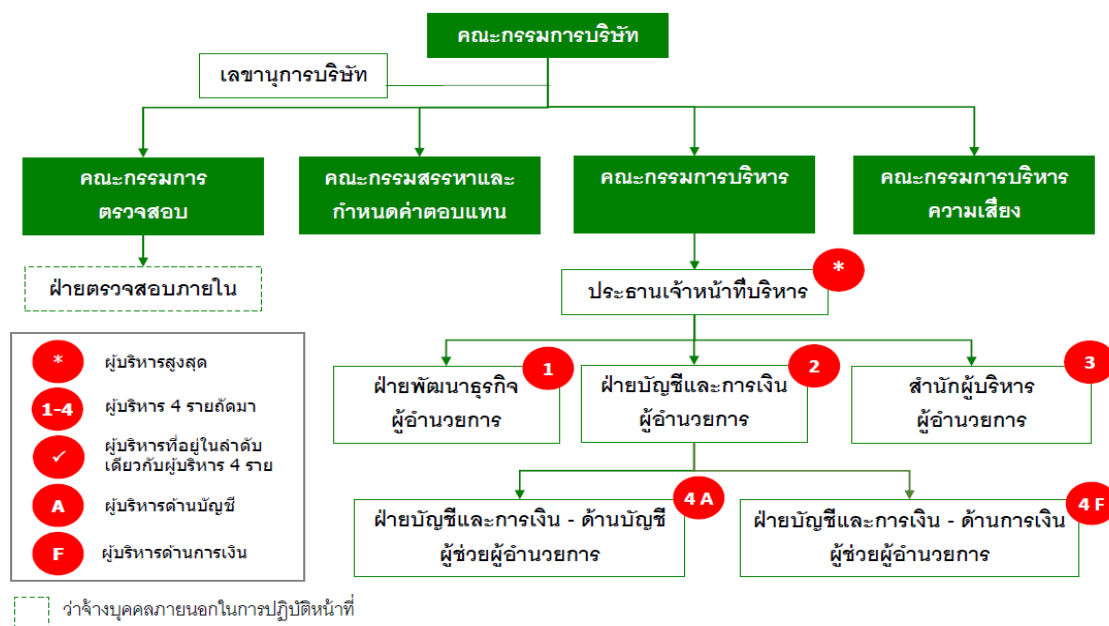 คณะกรรมการบริษัท
เลขานุการบริษัท
คณะกรรมการ
ตรวจสอบ
คณะกรรมสรรหาและ
กำหนดค่าตอบแทน
คณะกรรมการบริหาร
คณะกรรมการบริหาร
ความเสี่ยง
ฝ่ายตรวจสอบภายใน
*
ประธานเจ้าหน้าที่บริหาร
1
ฝ่ายพัฒนาธุรกิจ
ผู้อำนวยการ
2
ฝ่ายบัญชีและการเงิน
ผู้อำนวยการ
3
สำนักผู้บริหาร
ผู้อำนวยการ
4 A
ฝ่ายบัญชีและการเงิน - ด้านบัญชี
ผู้ช่วยผู้อำนวยการ
4 F
ฝ่ายบัญชีและการเงิน - ด้านการเงิน
ผู้ช่วยผู้อำนวยการ
* ผู้บริหารสูงสุด
1-4 ผู้บริหาร 4 รายถัดมา
✓ ผู้บริหารที่อยู่ในลำดับ
เดียวกับผู้บริหาร 4 ราย
A ผู้บริหารด้านบัญชี
F ผู้บริหารด้านการเงิน
ว่าจ้างบุคคลภายนอกในการปฏิบัติหน้าที่